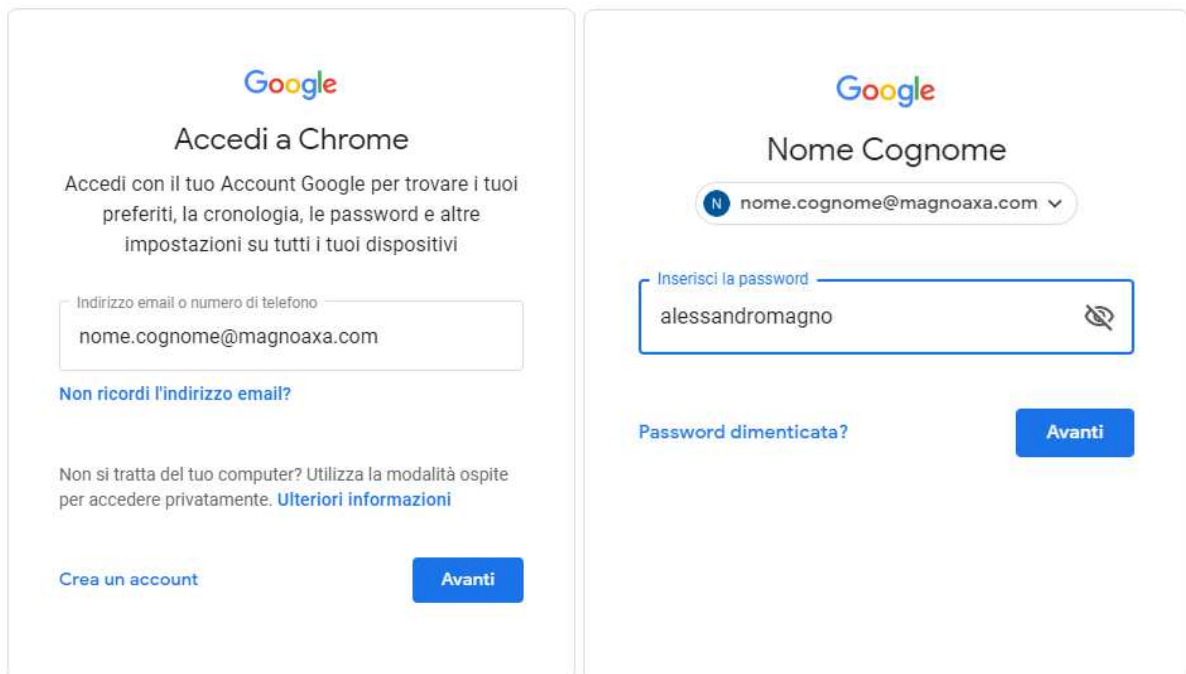 Google
Accedi a Chrome
Accedi con il tuo Account Google per trovare i tuoi
preferiti, la cronologia, le password e altre
impostazioni su tutti i tuoi dispositivi
Indirizzo email o numero di telefono
nome.cognome@magnoaxa.com
Non ricordi l'indirizzo email?
Non si tratta del tuo computer? Utilizza la modalità ospite
per accedere privatamente. Ulteriori informazioni
Crea un account
Avanti
Google
Nome Cognome
N nome.cognome@magnoaxa.com
Inserisci la password
alessandromagno
Password dimenticata?
Avanti